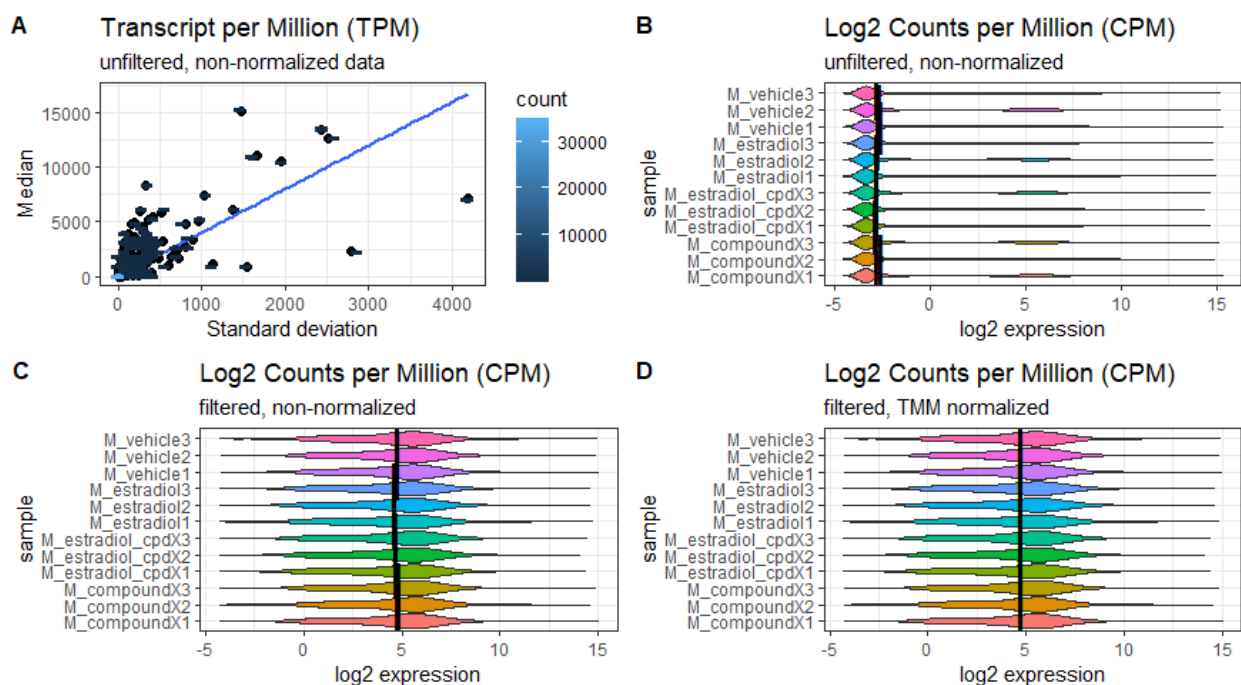 A Transcript per Million (TPM)
unfiltered, non-normalized data
15000
10000
5000
0
Median
0 1000 2000 3000 4000
Standard deviation
count
30000
20000
10000
B Log2 Counts per Million (CPM)
unfiltered, non-normalized
M_vehicle3
M_vehicle2
M_vehicle1
M_estradiol3
M_estradiol2
M_estradiol1
M_estradiol_cpdX3
M_estradiol_cpdX2
M_estradiol_cpdX1
M_compoundX3
M_compoundX2
M_compoundX1
sample
-5 0 5 10 15
log2 expression
C Log2 Counts per Million (CPM)
filtered, non-normalized
M_vehicle3
M_vehicle2
M_vehicle1
M_estradiol3
M_estradiol2
M_estradiol1
M_estradiol_cpdX3
M_estradiol_cpdX2
M_estradiol_cpdX1
M_compoundX3
M_compoundX2
M_compoundX1
sample
-5 0 5 10 15
log2 expression
D Log2 Counts per Million (CPM)
filtered, TMM normalized
M_vehicle3
M_vehicle2
M_vehicle1
M_estradiol3
M_estradiol2
M_estradiol1
M_estradiol_cpdX3
M_estradiol_cpdX2
M_estradiol_cpdX1
M_compoundX3
M_compoundX2
M_compoundX1
sample
-5 0 5 10 15
log2 expression